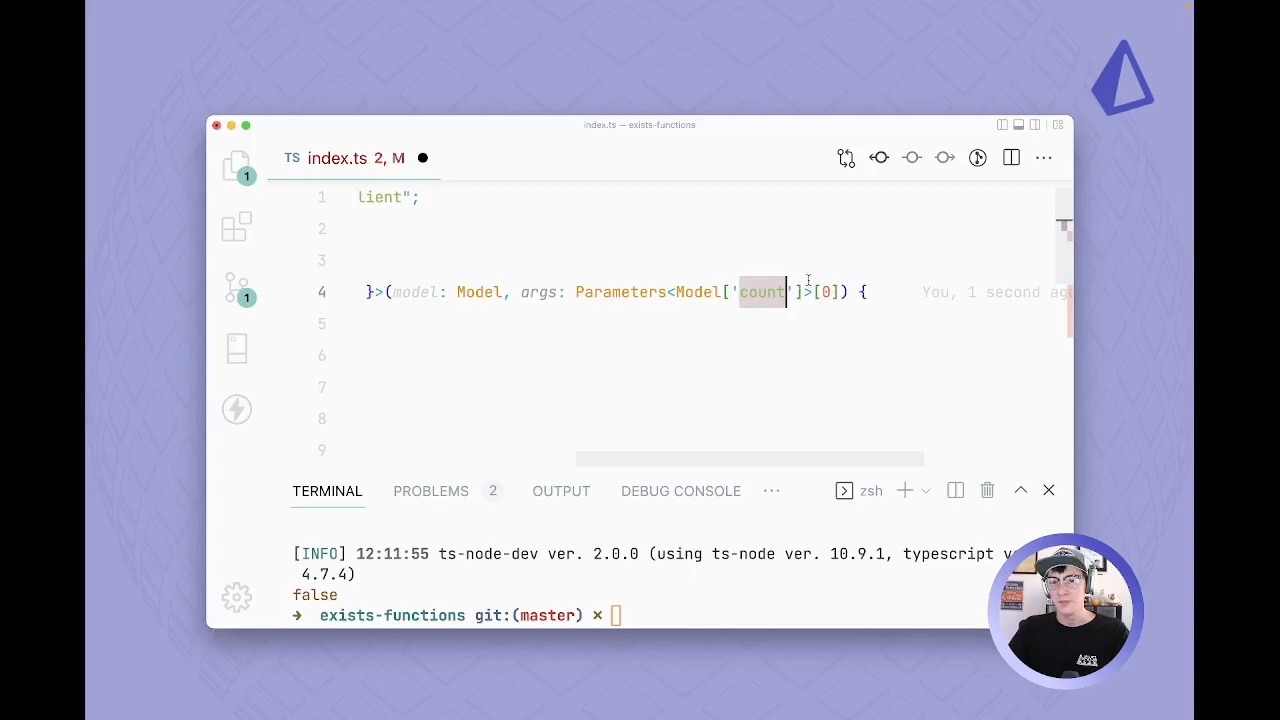 index.ts — exists-functions
TS index.ts 2, M
1
1 lient";
2
3
4 }>(model: Model, args: Parameters<Model['count']>[0]) { You, 1 second ago
5
6
7
8
9
1
TERMINAL PROBLEMS 2 OUTPUT DEBUG CONSOLE ··· zsh
[INFO] 12:11:55 ts-node-dev ver. 2.0.0 (using ts-node ver. 10.9.1, typescript
4.7.4)
false
➜ exists-functions git:(master) ×